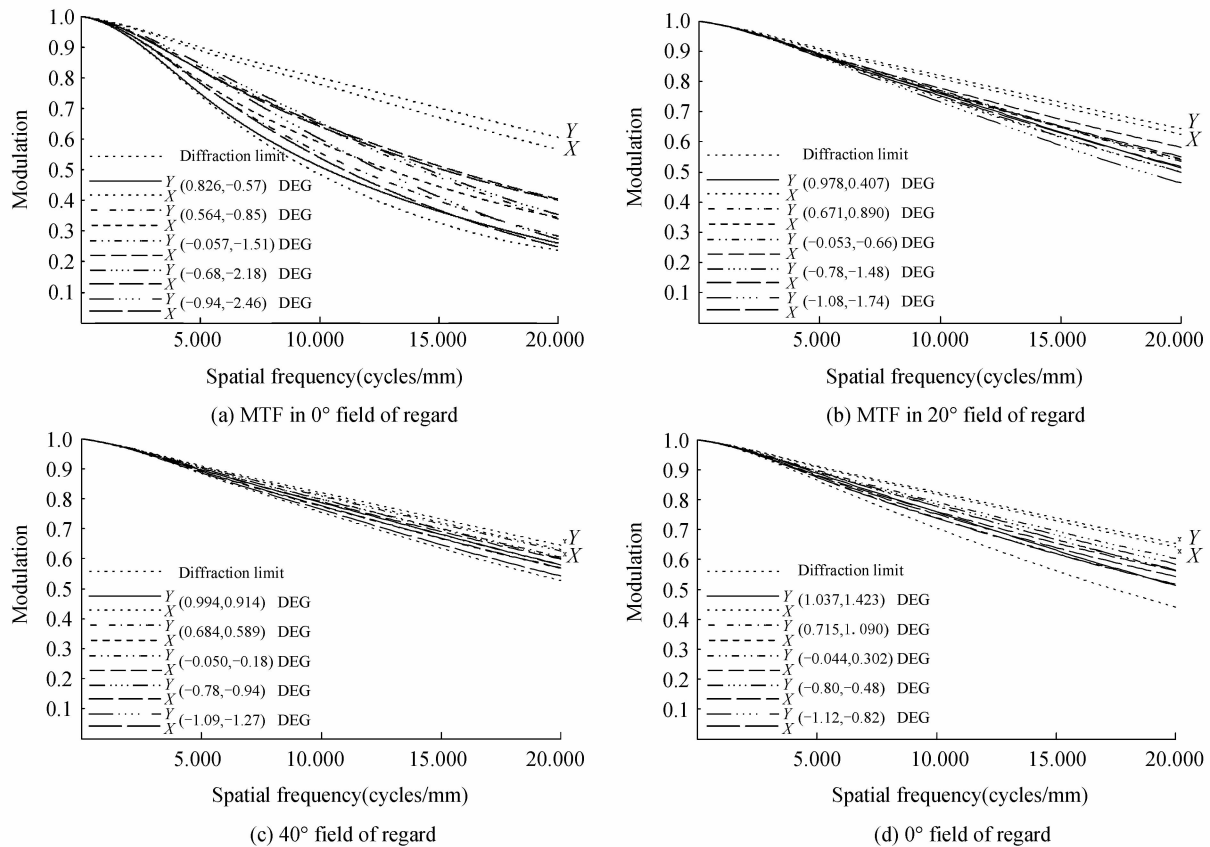 1.0
0.9
0.8
0.7
0.6
0.5
0.4
0.3
0.2
0.1
Modulation
Y
X
Diffraction limit
Y (0.826,−0.57) DEG
X
Y (0.564,−0.85) DEG
X
Y (−0.057,−1.51) DEG
X
Y (−0.68,−2.18) DEG
X
Y (−0.94,−2.46) DEG
X
5.000 10.000 15.000 20.000
Spatial frequency(cycles/mm)
(a) MTF in 0° field of regard
1.0
0.9
0.8
0.7
0.6
0.5
0.4
0.3
0.2
0.1
Modulation
Y
X
Diffraction limit
Y (0.978,0.407) DEG
X
Y (0.671,0.890) DEG
X
Y (−0.053,−0.66) DEG
X
Y (−0.78,−1.48) DEG
X
Y (−1.08,−1.74) DEG
X
5.000 10.000 15.000 20.000
Spatial frequency(cycles/mm)
(b) MTF in 20° field of regard
1.0
0.9
0.8
0.7
0.6
0.5
0.4
0.3
0.2
0.1
Modulation
Y
X
Diffraction limit
Y (0.994,0.914) DEG
X
Y (0.684,0.589) DEG
X
Y (−0.050,−0.18) DEG
X
Y (−0.78,−0.94) DEG
X
Y (−1.09,−1.27) DEG
X
5.000 10.000 15.000 20.000
Spatial frequency(cycles/mm)
(c) 40° field of regard
1.0
0.9
0.8
0.7
0.6
0.5
0.4
0.3
0.2
0.1
Modulation
Y
X
Diffraction limit
Y (1.037,1.423) DEG
X
Y (0.715,1.090) DEG
X
Y (−0.044,0.302) DEG
X
Y (−0.80,−0.48) DEG
X
Y (−1.12,−0.82) DEG
X
5.000 10.000 15.000 20.000
Spatial frequency(cycles/mm)
(d) 0° field of regard